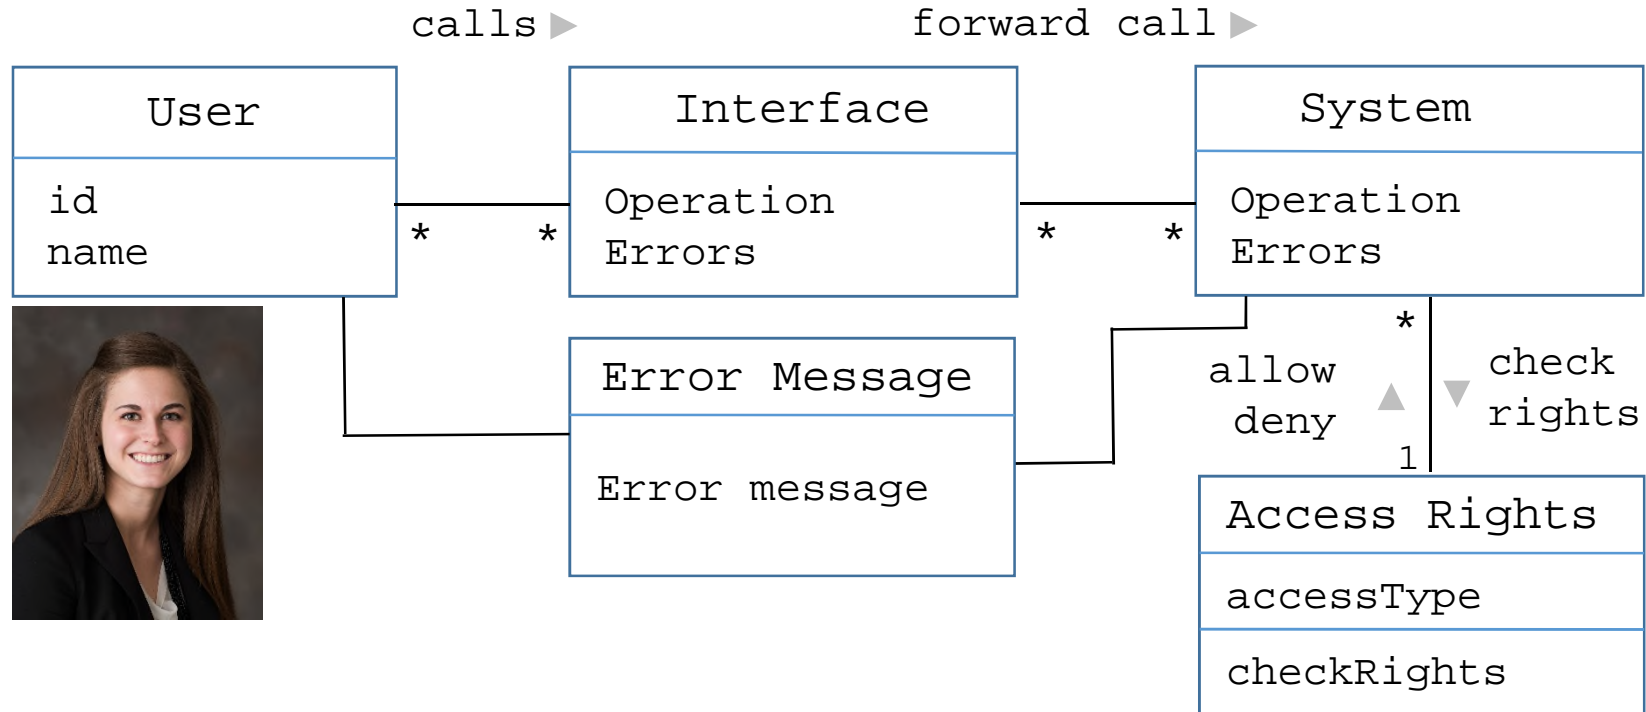 calls ▶
forward call ▶
User
id
name
*
*
Interface
Operation
Errors
*
*
System
Operation
Errors
Error Message
Error message
*
allow
deny
▲
▼
check
rights
1
Access Rights
accessType
checkRights